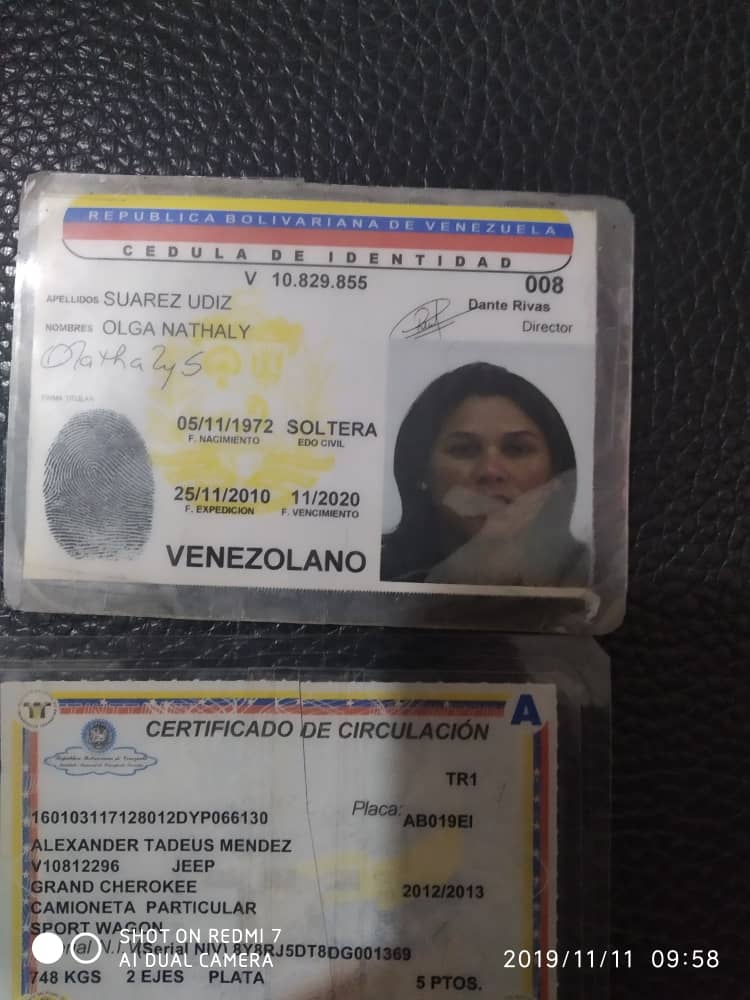 REPUBLICA BOLIVARIANA DE VENEZUELA
CEDULA DE IDENTIDAD
V 10.829.855 008
APELLIDOS SUAREZ UDIZ
Dante Rivas
Director
NOMBRES OLGA NATHALY
FIRMA TITULAR
05/11/1972 SOLTERA
F. NACIMIENTO EDO CIVIL
25/11/2010 11/2020
F. EXPEDICION F. VENCIMIENTO
VENEZOLANO
A
CERTIFICADO DE CIRCULACIÓN
República Bolivariana de Venezuela
TR1
160103117128012DYP066130
Placa: AB019EI
ALEXANDER TADEUS MENDEZ
V10812296 JEEP
GRAND CHEROKEE 2012/2013
CAMIONETA PARTICULAR
SPORT WAGON
(Serial NIV) 8Y8RJ5DT8DG001369
748 KGS 2 EJES PLATA 5 PTOS.
SHOT ON REDMI 7
AI DUAL CAMERA
2019/11/11 09:58